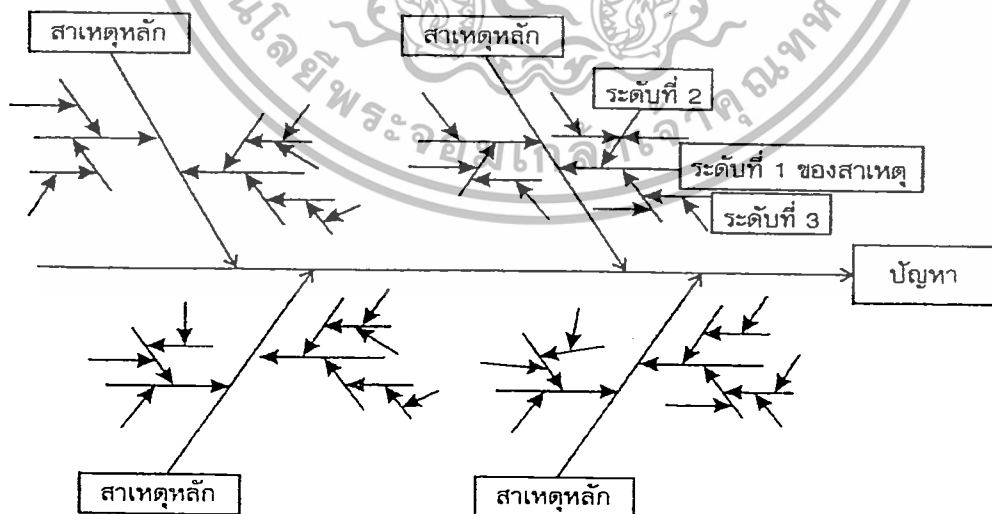 สาเหตุหลัก
สาเหตุหลัก
ระดับที่ 2
ระดับที่ 1 ของสาเหตุ
ระดับที่ 3
ปัญหา
สาเหตุหลัก
สาเหตุหลัก